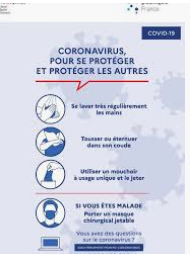 COVID-19
CORONAVIRUS,
POUR SE PROTÉGER
ET PROTÉGER LES AUTRES
Se laver très régulièrement
les mains
Tousser ou éternuer
dans son coude
Utiliser un mouchoir
à usage unique et le jeter
SI VOUS ÊTES MALADE
Porter un masque
chirurgical jetable
Vous avez des questions
sur le coronavirus ?